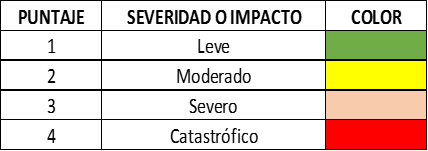 PUNTAJE SEVERIDAD O IMPACTO COLOR
1 Leve
2 Moderado
3 Severo
4 Catastrófico